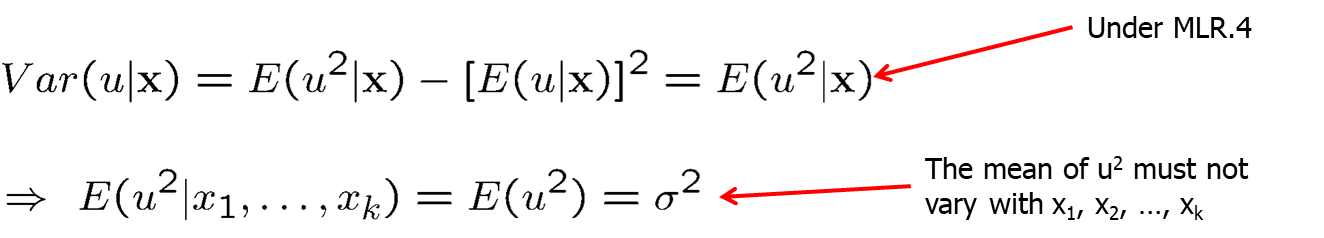 Under MLR.4
Var(u|x) = E(u²|x) − [E(u|x)]² = E(u²|x)
The mean of u² must not
⇒ E(u²|x₁, . . . , xₖ) = E(u²) = σ²
vary with x₁, x₂, ..., xₖ